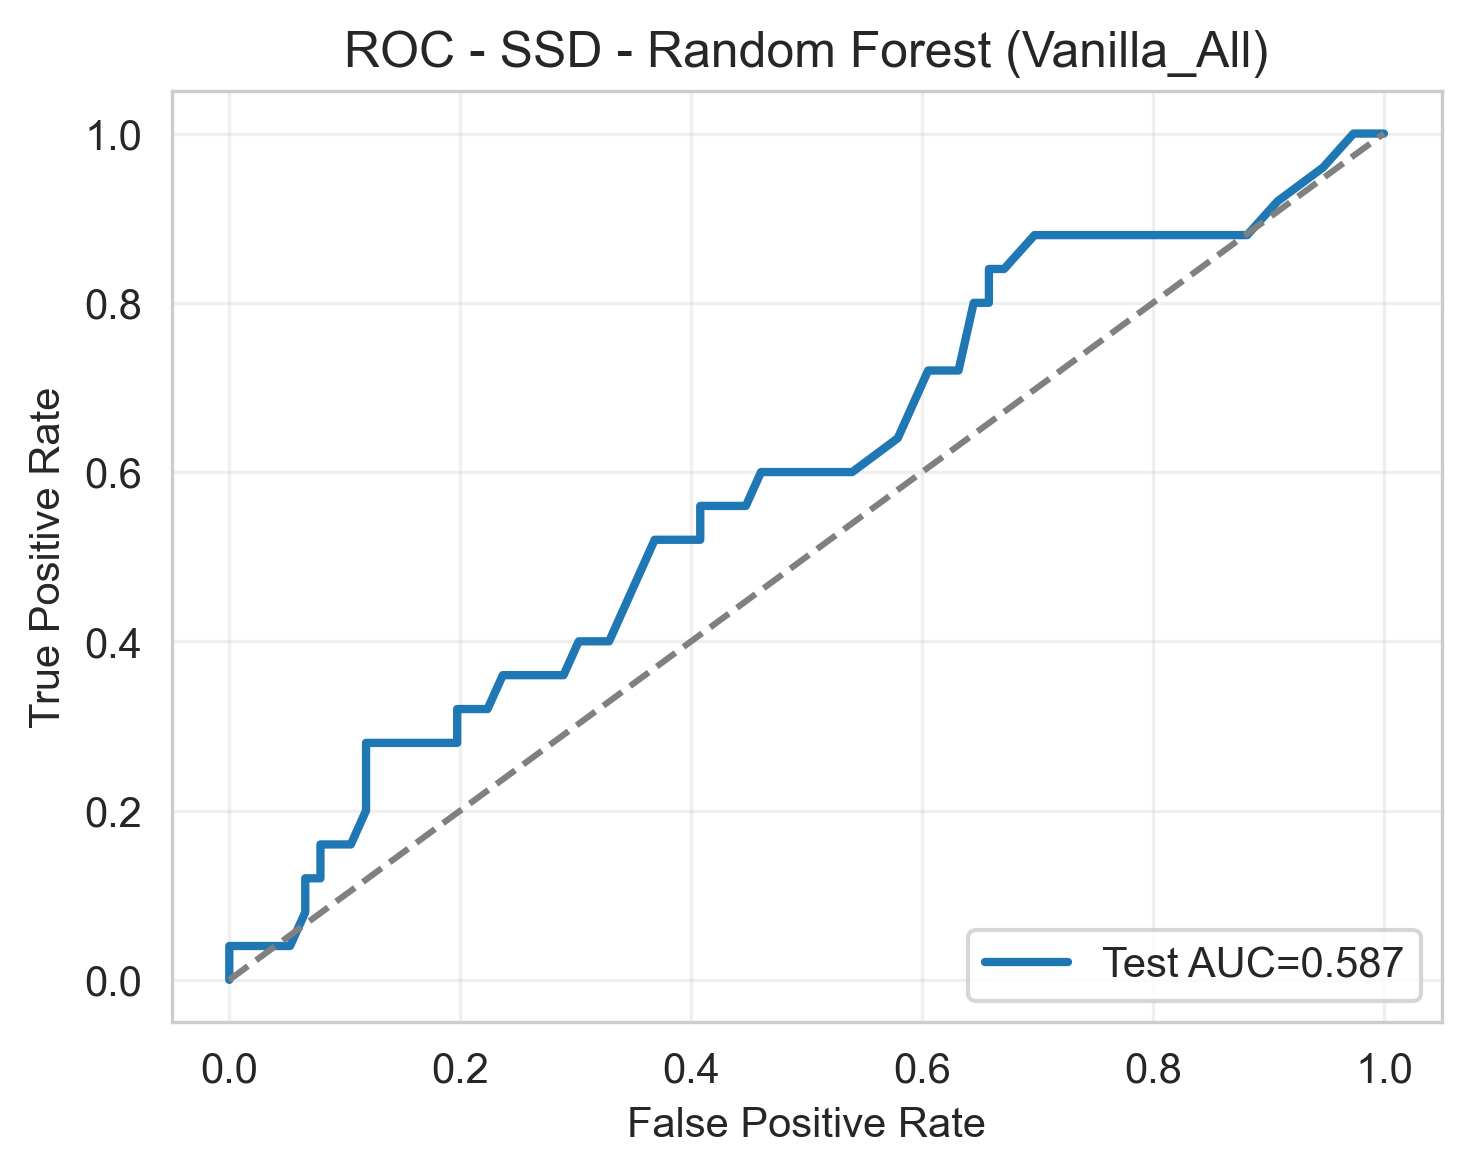 ROC - SSD - Random Forest (Vanilla_All)
1.0
0.8
0.6
0.4
0.2
0.0
True Positive Rate
Test AUC=0.587
0.0 0.2 0.4 0.6 0.8 1.0
False Positive Rate